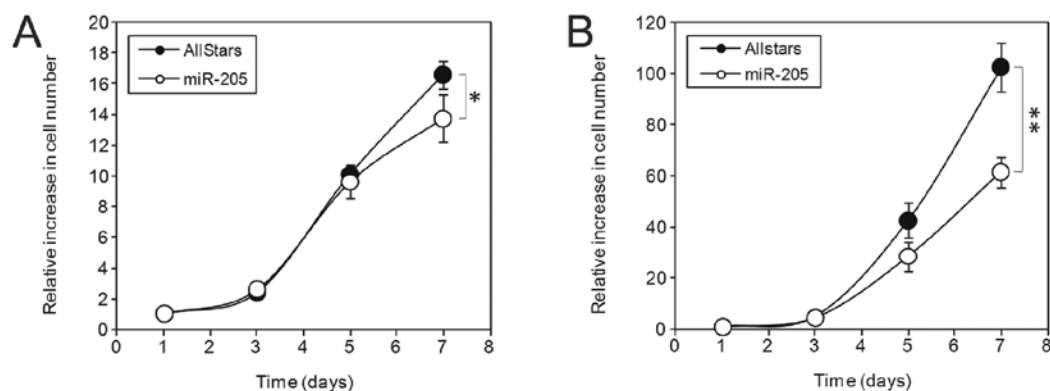 A
Relative increase in cell number
20
18
16
14
12
10
8
6
4
2
0
AllStars
miR-205
*
0 1 2 3 4 5 6 7 8
Time (days)
B
Relative increase in cell number
120
100
80
60
40
20
0
Allstars
miR-205
**
0 1 2 3 4 5 6 7 8
Time (days)